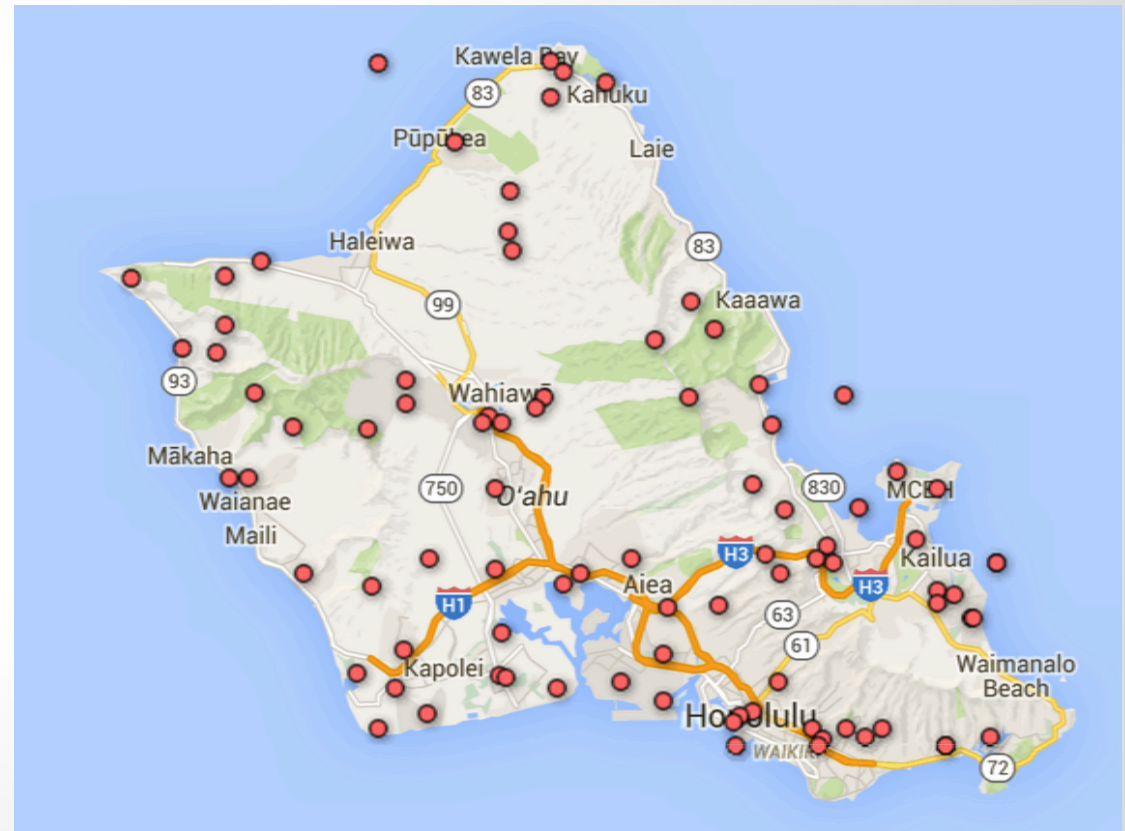 Kawela Bay
83
Kahuku
Pūpūkea
Laie
Haleiwa
83
99
Kaaawa
93
Wahiawā
Mākaha
750
O'ahu
830
MCBH
Waianae
Maili
H3
Kailua
Aiea
H3
H1
63
61
Kapolei
Waimanalo
Beach
Honolulu
WAIKIKI
72